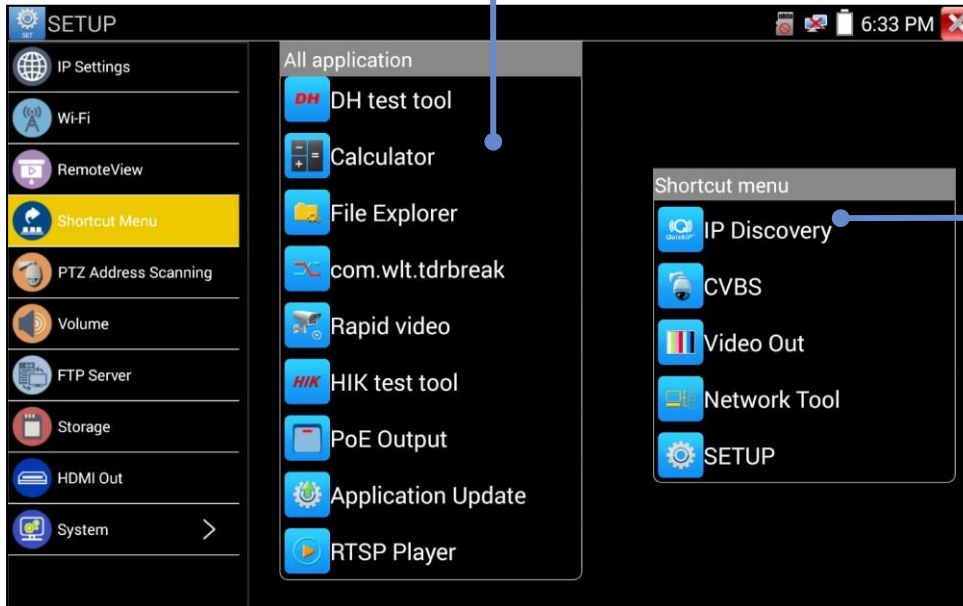 SETUP
SET
6:33 PM
IP Settings
Wi-Fi
RemoteView
Shortcut Menu
PTZ Address Scanning
Volume
FTP Server
Storage
HDMI Out
System
All application
DH DH test tool
Calculator
File Explorer
com.wlt.tdrbreak
Rapid video
HIK HIK test tool
PoE Output
Application Update
RTSP Player
Shortcut menu
QuickIP IP Discovery
CVBS
Video Out
Network Tool
SETUP